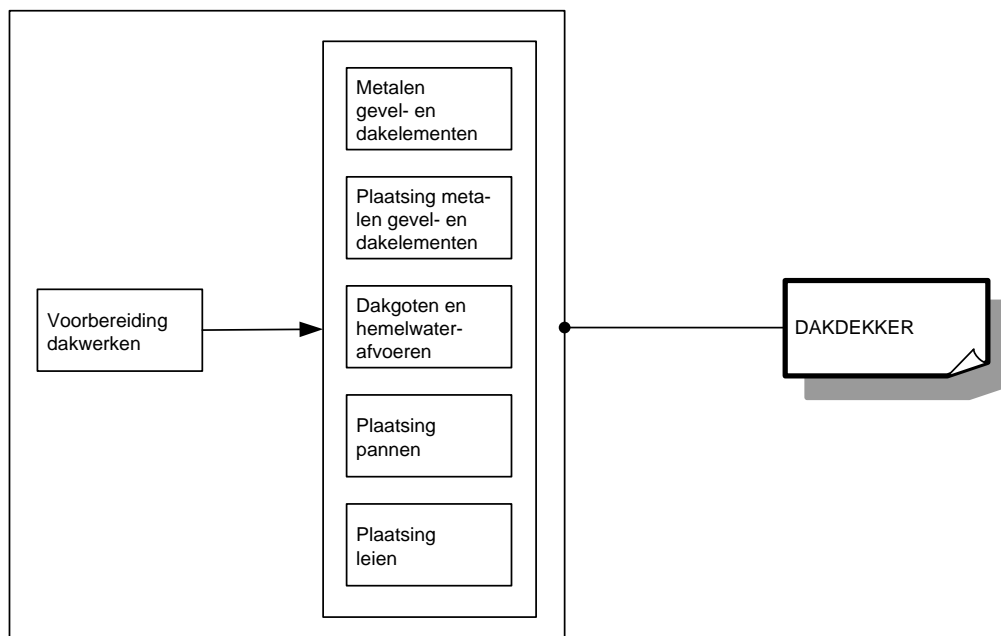 Metalen
gevel- en
dakelementen
Plaatsing meta-
len gevel- en
dakelementen
Voorbereiding
dakwerken
Dakgoten en
hemelwater-
afvoeren
DAKDEKKER
Plaatsing
pannen
Plaatsing
leien